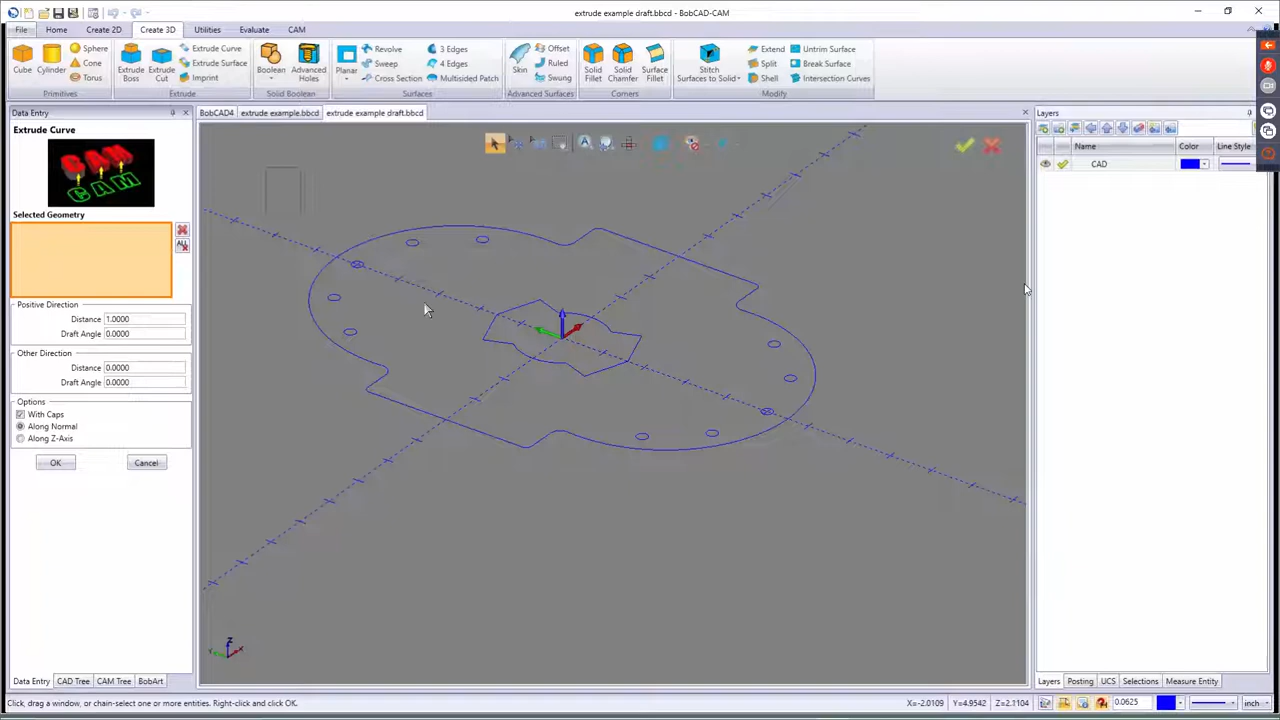 extrude example draft.bbcd - BobCAD-CAM
File Home Create 2D Create 3D Utilities Evaluate CAM
Cube Cylinder Sphere Cone Torus Primitives
Extrude Boss Extrude Cut Extrude Curve Extrude Surface Imprint Extrude
Boolean Advanced Holes Solid Boolean
Planar Revolve Sweep Cross Section 3 Edges 4 Edges Multisided Patch Surfaces
Skin Offset Ruled Swung Advanced Surfaces
Solid Fillet Solid Chamfer Surface Fillet Corners
Stitch Surfaces to Solid Extend Split Shell Untrim Surface Break Surface Intersection Curves Modify
Data Entry
BobCAD4 extrude example.bbcd extrude example draft.bbcd
Layers
Extrude Curve
CAM
CAM
Selected Geometry
ALL
Positive Direction
Distance 1.0000
Draft Angle 0.0000
Other Direction
Distance 0.0000
Draft Angle 0.0000
Options
With Caps
Along Normal
Along Z-Axis
OK Cancel
Name Color Line Style
CAD
Z
Y X
Data Entry CAD Tree CAM Tree BobArt
Layers Posting UCS Selections Measure Entity
Click, drag a window, or chain-select one or more entities. Right-click and click OK.
X=-2.0109 Y=4.9542 Z=2.1104 0.0625 inch